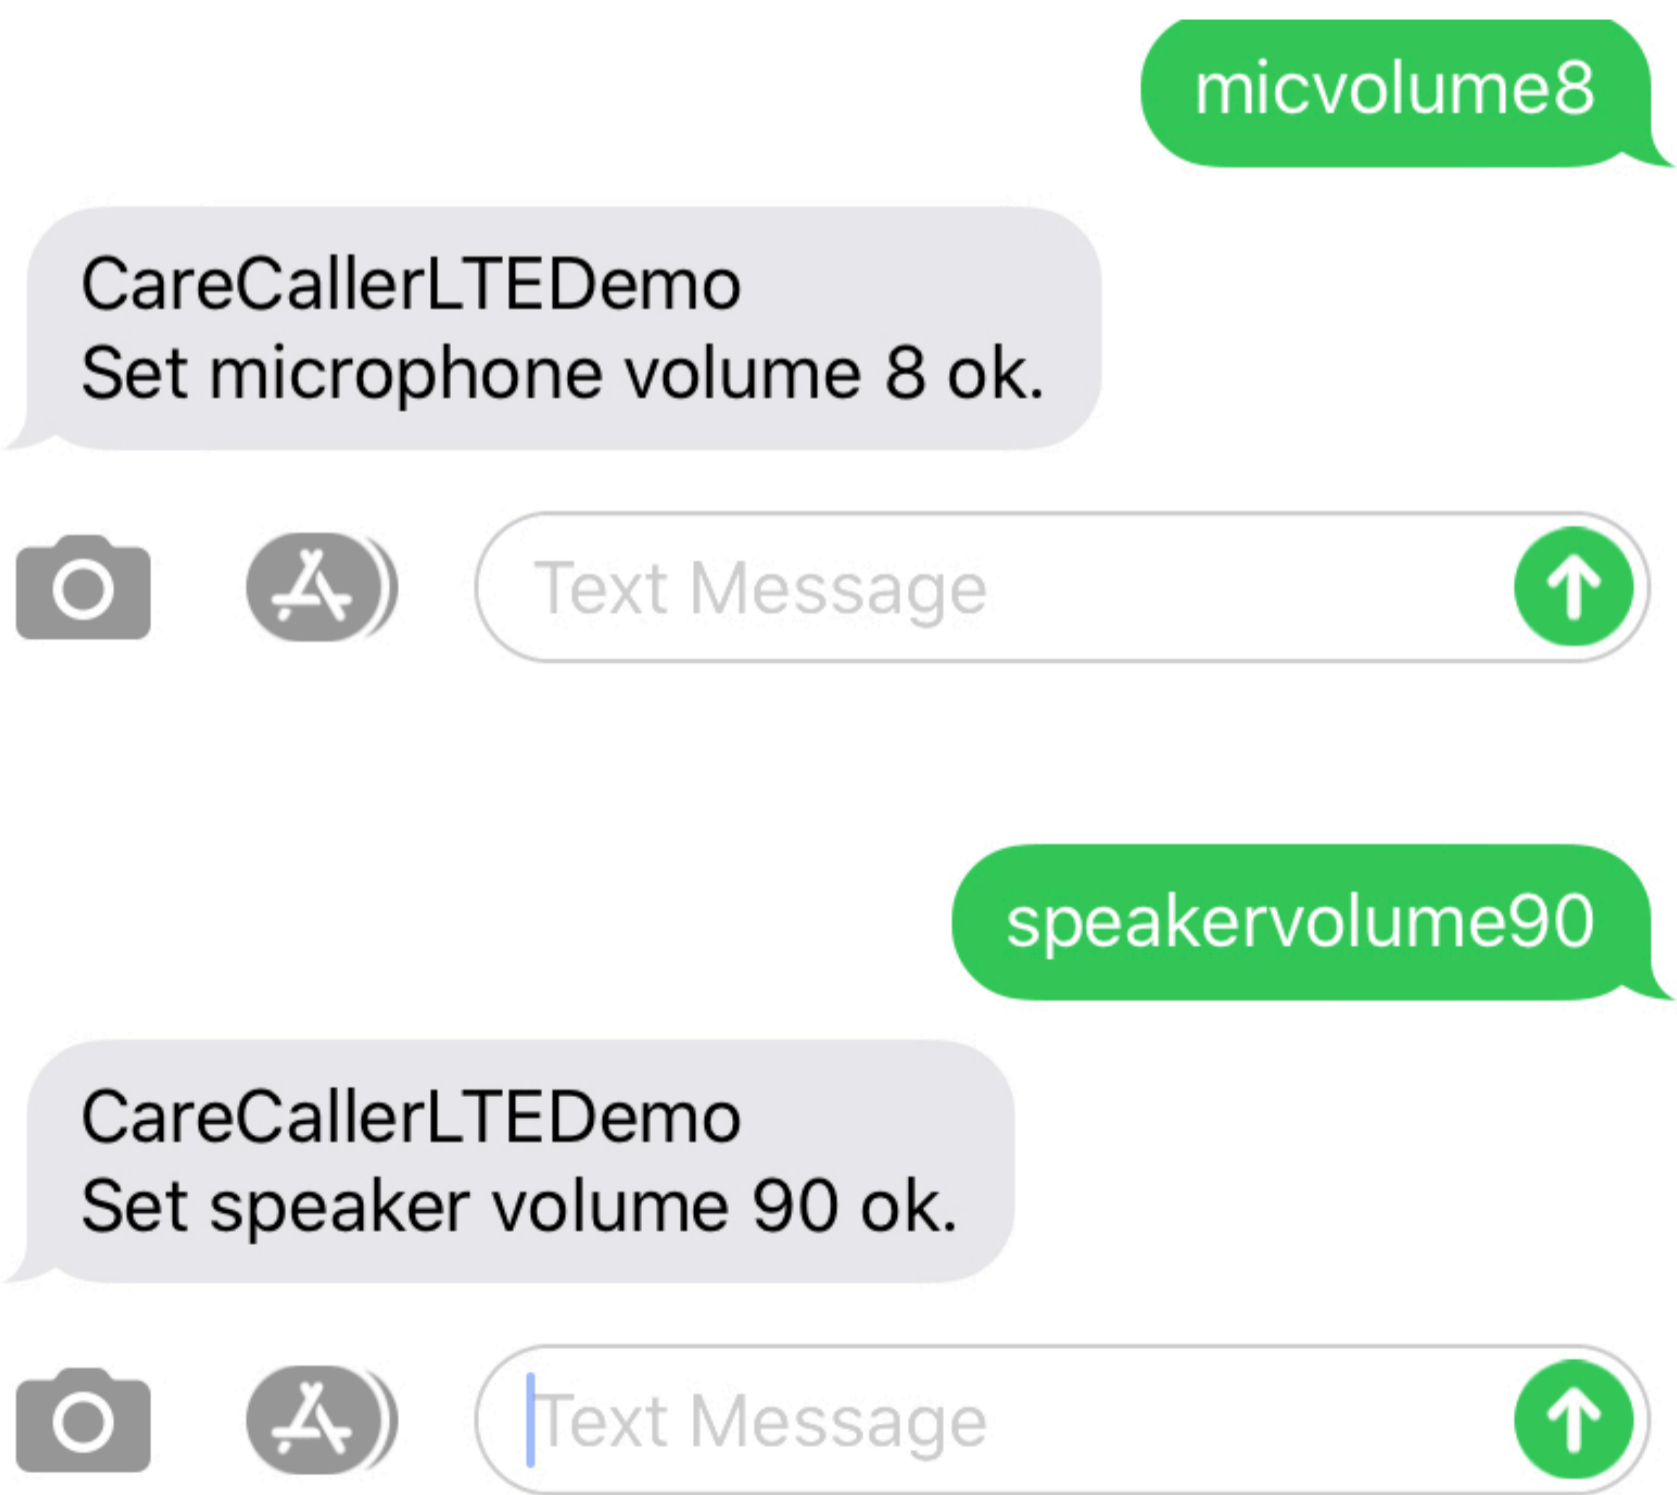 micvolume8
CareCallerLTEDemo
Set microphone volume 8 ok.
Text Message
speakervolume90
CareCallerLTEDemo
Set speaker volume 90 ok.
Text Message